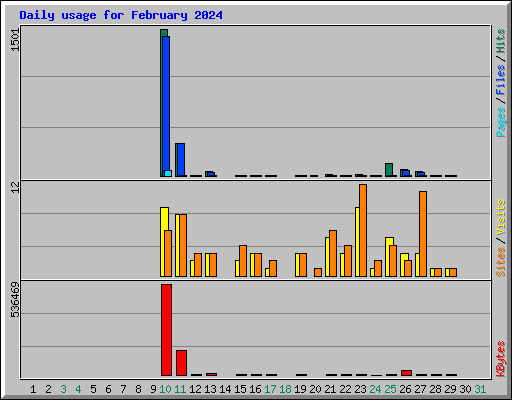 Daily usage for February 2024
1501
12
536469
Pages / Files / Hits
Sites / Visits
KBytes
1 2 3 4 5 6 7 8 9 10 11 12 13 14 15 16 17 18 19 20 21 22 23 24 25 26 27 28 29 30 31